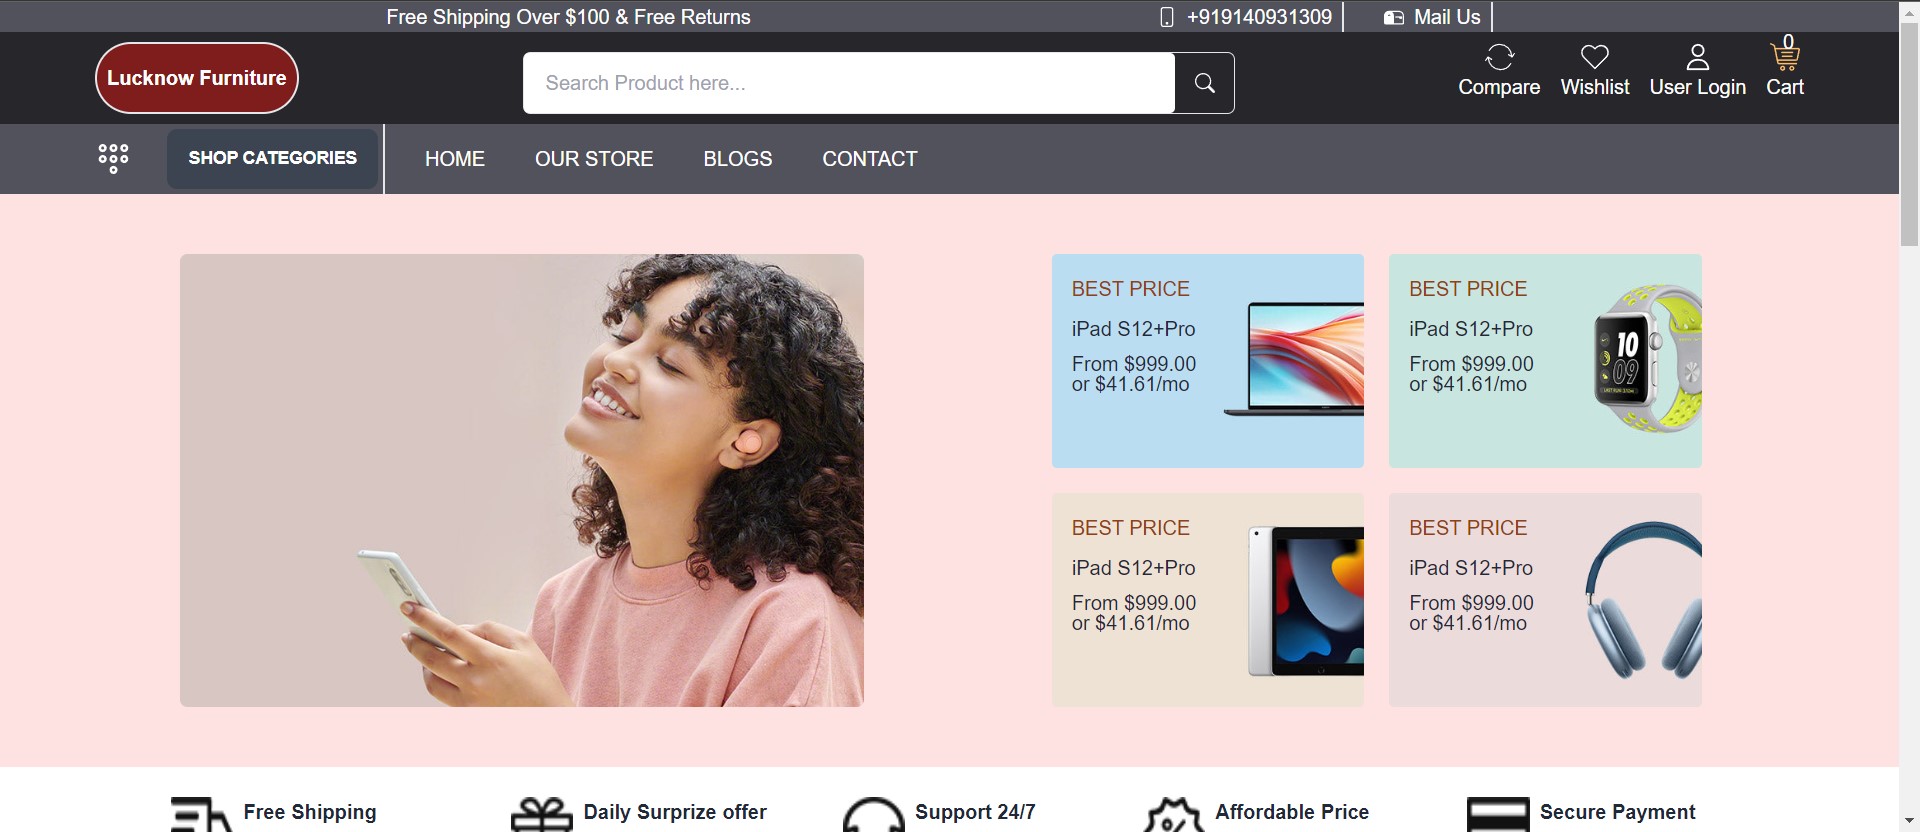 Free Shipping Over $100 & Free Returns
+919140931309
Mail Us
Lucknow Furniture
Search Product here...
Compare
Wishlist
User Login
0
Cart
SHOP CATEGORIES
HOME
OUR STORE
BLOGS
CONTACT
BEST PRICE
iPad S12+Pro
From $999.00
or $41.61/mo
BEST PRICE
iPad S12+Pro
From $999.00
or $41.61/mo
10
09
BEST PRICE
iPad S12+Pro
From $999.00
or $41.61/mo
BEST PRICE
iPad S12+Pro
From $999.00
or $41.61/mo
Free Shipping
Daily Surprize offer
Support 24/7
Affordable Price
Secure Payment